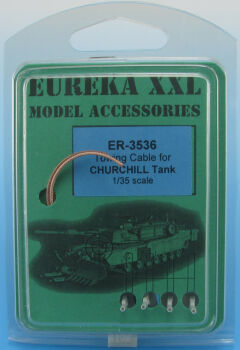 EUREKA XXL
MODEL ACCESSORIES
ER-3536
Towing Cable for
CHURCHILL Tank
1/35 scale